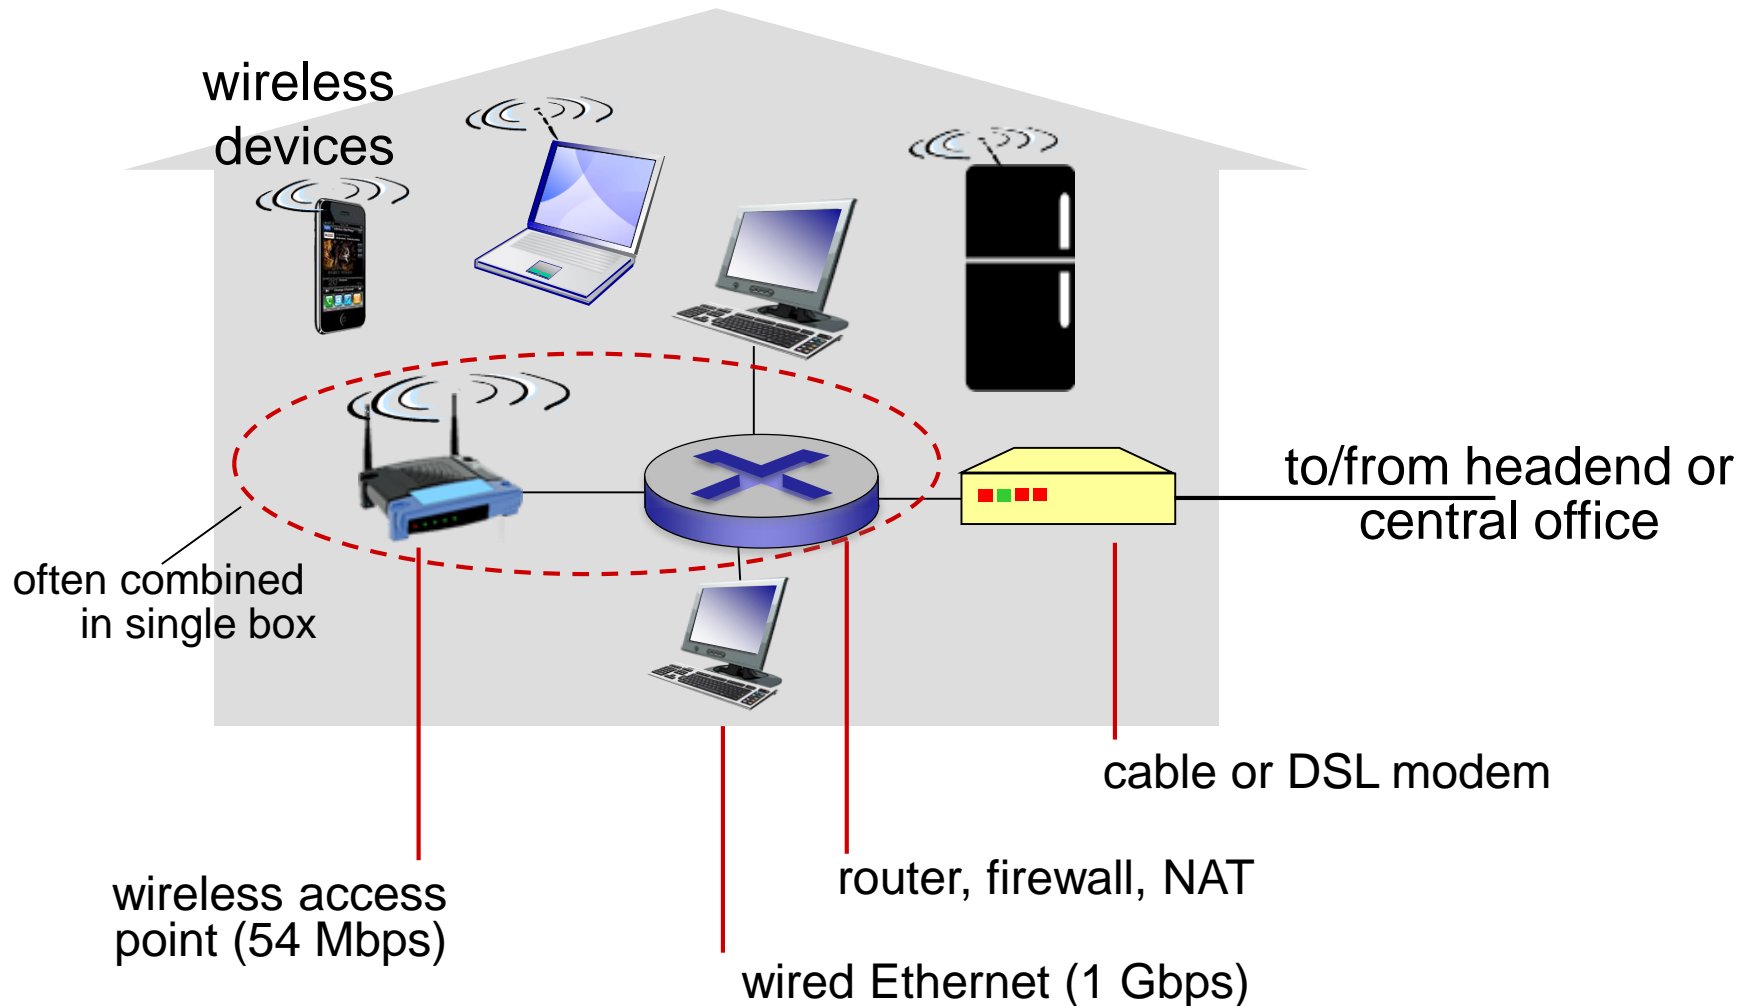 wireless
devices
to/from headend or
central office
often combined
in single box
cable or DSL modem
router, firewall, NAT
wireless access
point (54 Mbps)
wired Ethernet (1 Gbps)